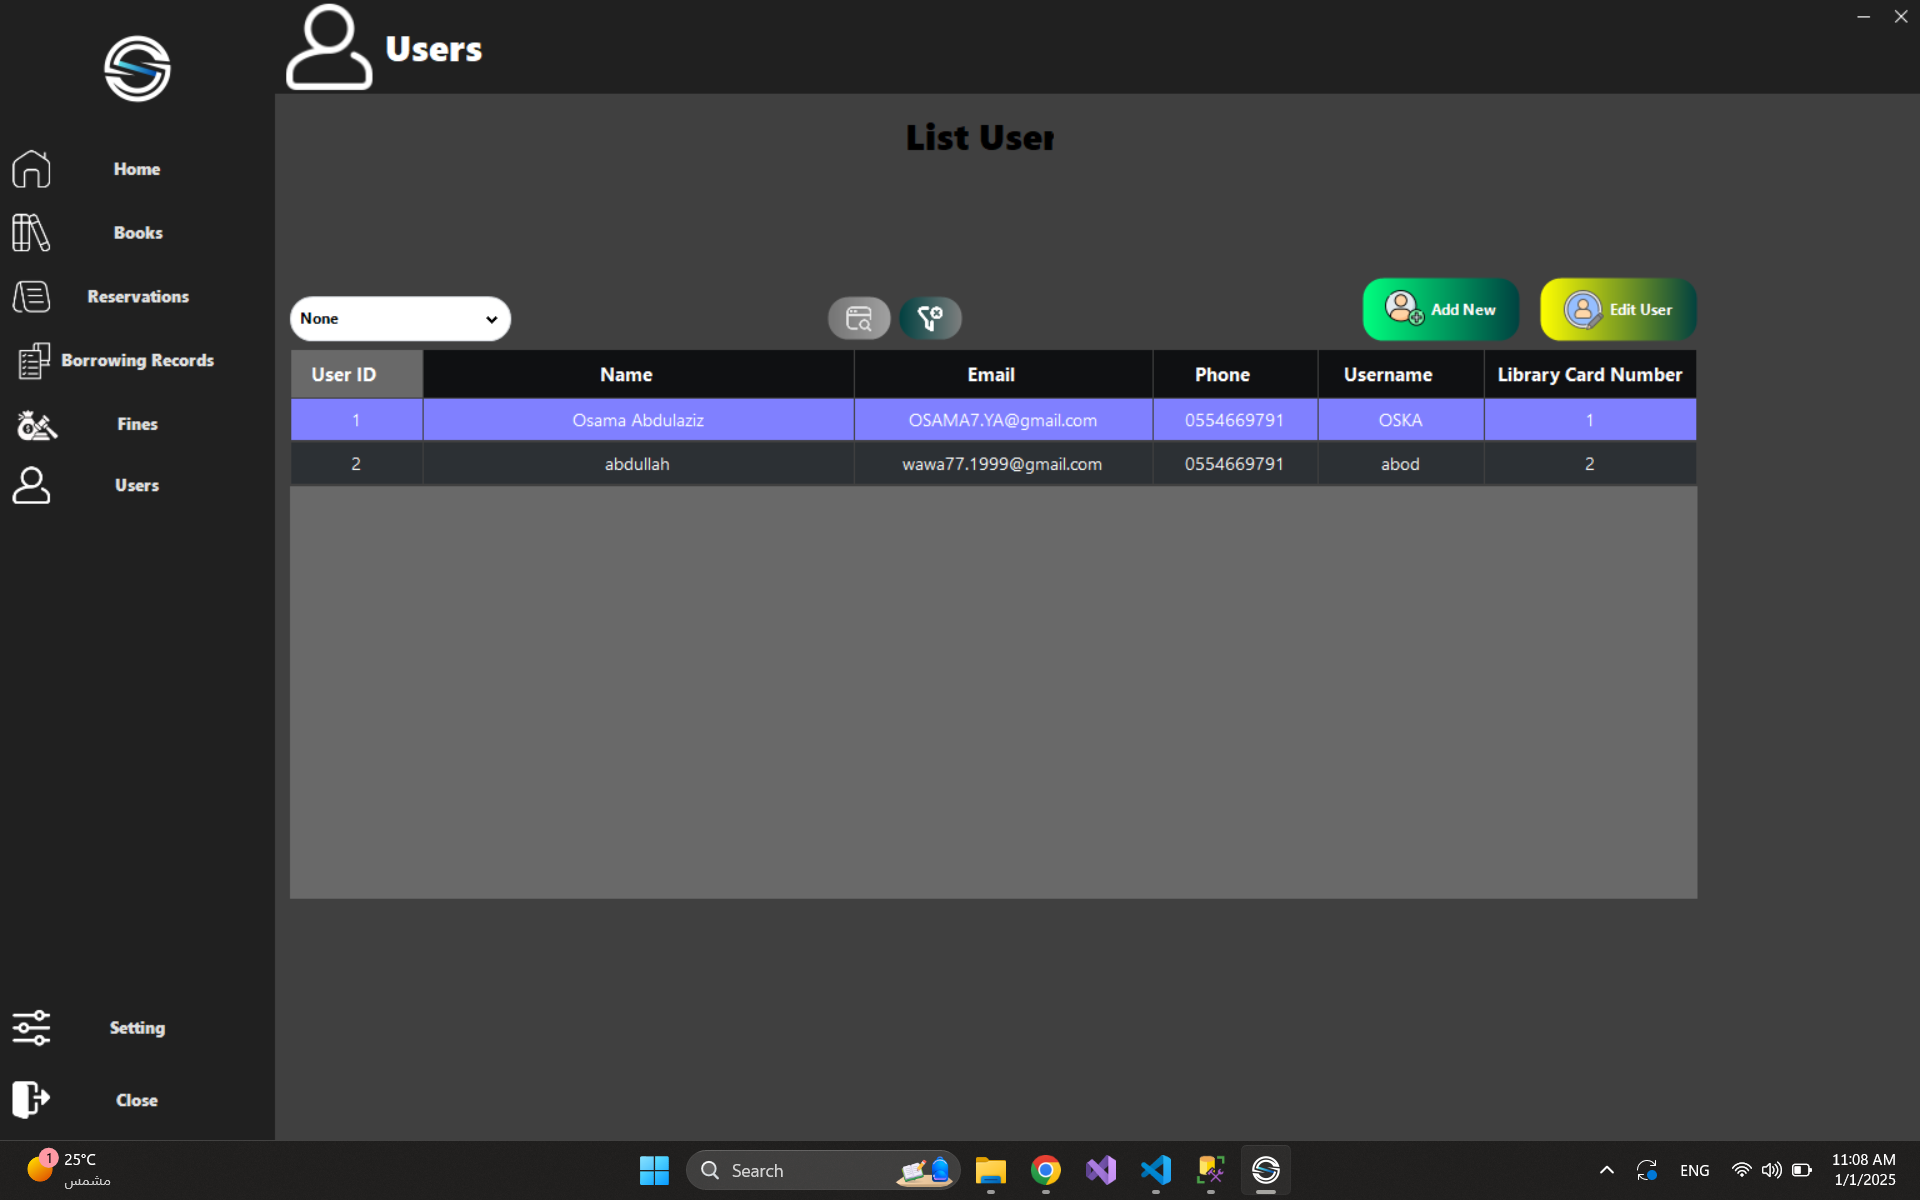 Users
List User
Home
Books
Reservations
Borrowing Records
Fines
Users
Setting
Close
None
Add New
Edit User
User ID Name Email Phone Username Library Card Number
1 Osama Abdulaziz OSAMA7.YA@gmail.com 0554669791 OSKA 1
2 abdullah wawa77.1999@gmail.com 0554669791 abod 2
1
25°C
مشمس
Search
ENG
11:08 AM
1/1/2025